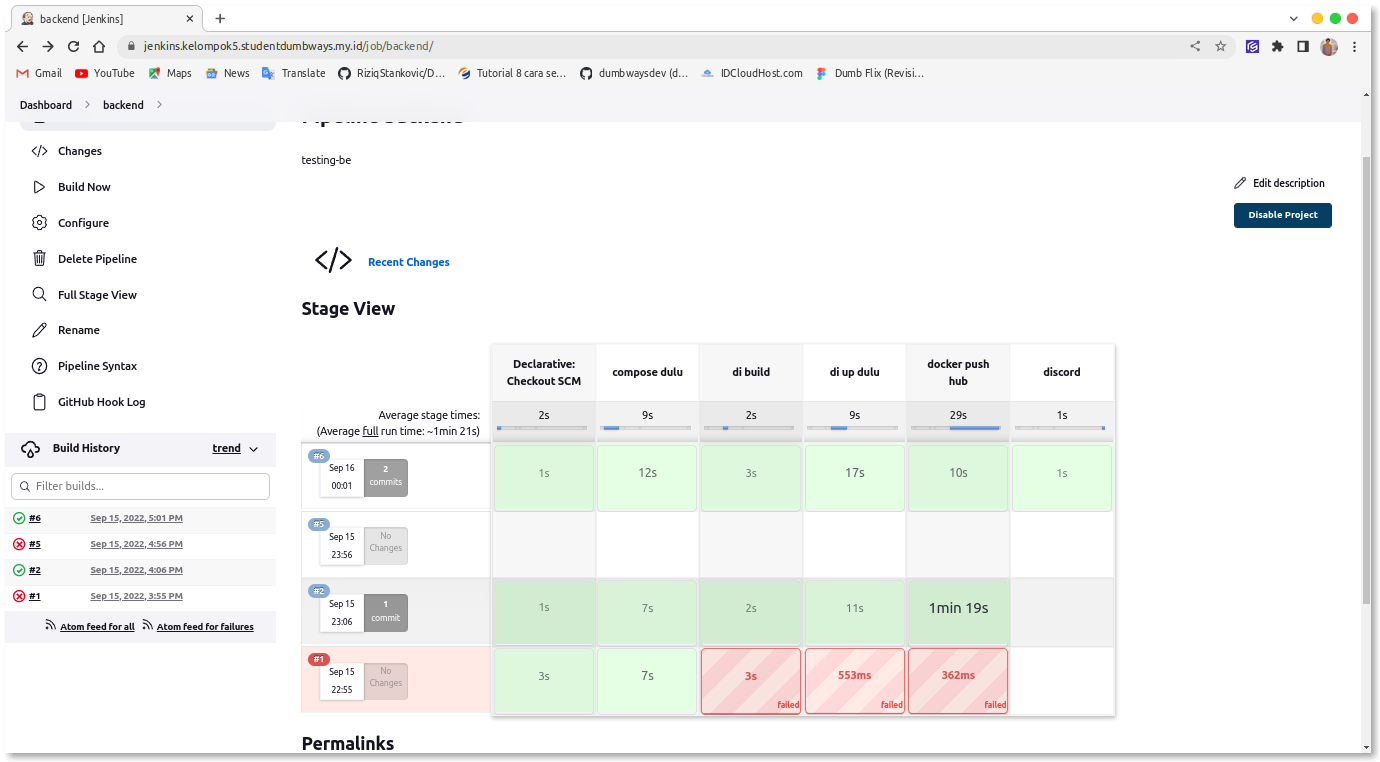 backend [Jenkins]
jenkins.kelompok5.studentdumbways.my.id/job/backend/
Gmail YouTube Maps News Translate RiziqStankovic/D... Tutorial 8 cara se... dumbwaysdev (d... IDCloudHost.com Dumb Flix (Revisi...
Dashboard backend
Changes
Build Now
Configure
Delete Pipeline
Full Stage View
Rename
Pipeline Syntax
GitHub Hook Log
Build History trend
Filter builds...
#6 Sep 15, 2022, 5:01 PM
#5 Sep 15, 2022, 4:56 PM
#2 Sep 15, 2022, 4:06 PM
#1 Sep 15, 2022, 3:55 PM
Atom feed for all Atom feed for failures
testing-be
Edit description
Disable Project
Recent Changes
Stage View
Declarative: Checkout SCM
compose dulu
di build
di up dulu
docker push hub
discord
Average stage times: 2s 9s 2s 9s 29s 1s
(Average full run time: ~1min 21s)
#6
Sep 16 00:01
2 commits
1s 12s 3s 17s 10s 1s
#5
Sep 15 23:56
No Changes
#2
Sep 15 23:06
1 commit
1s 7s 2s 11s 1min 19s
#1
Sep 15 22:55
No Changes
3s 7s 3s 553ms 362ms
failed failed failed
Permalinks